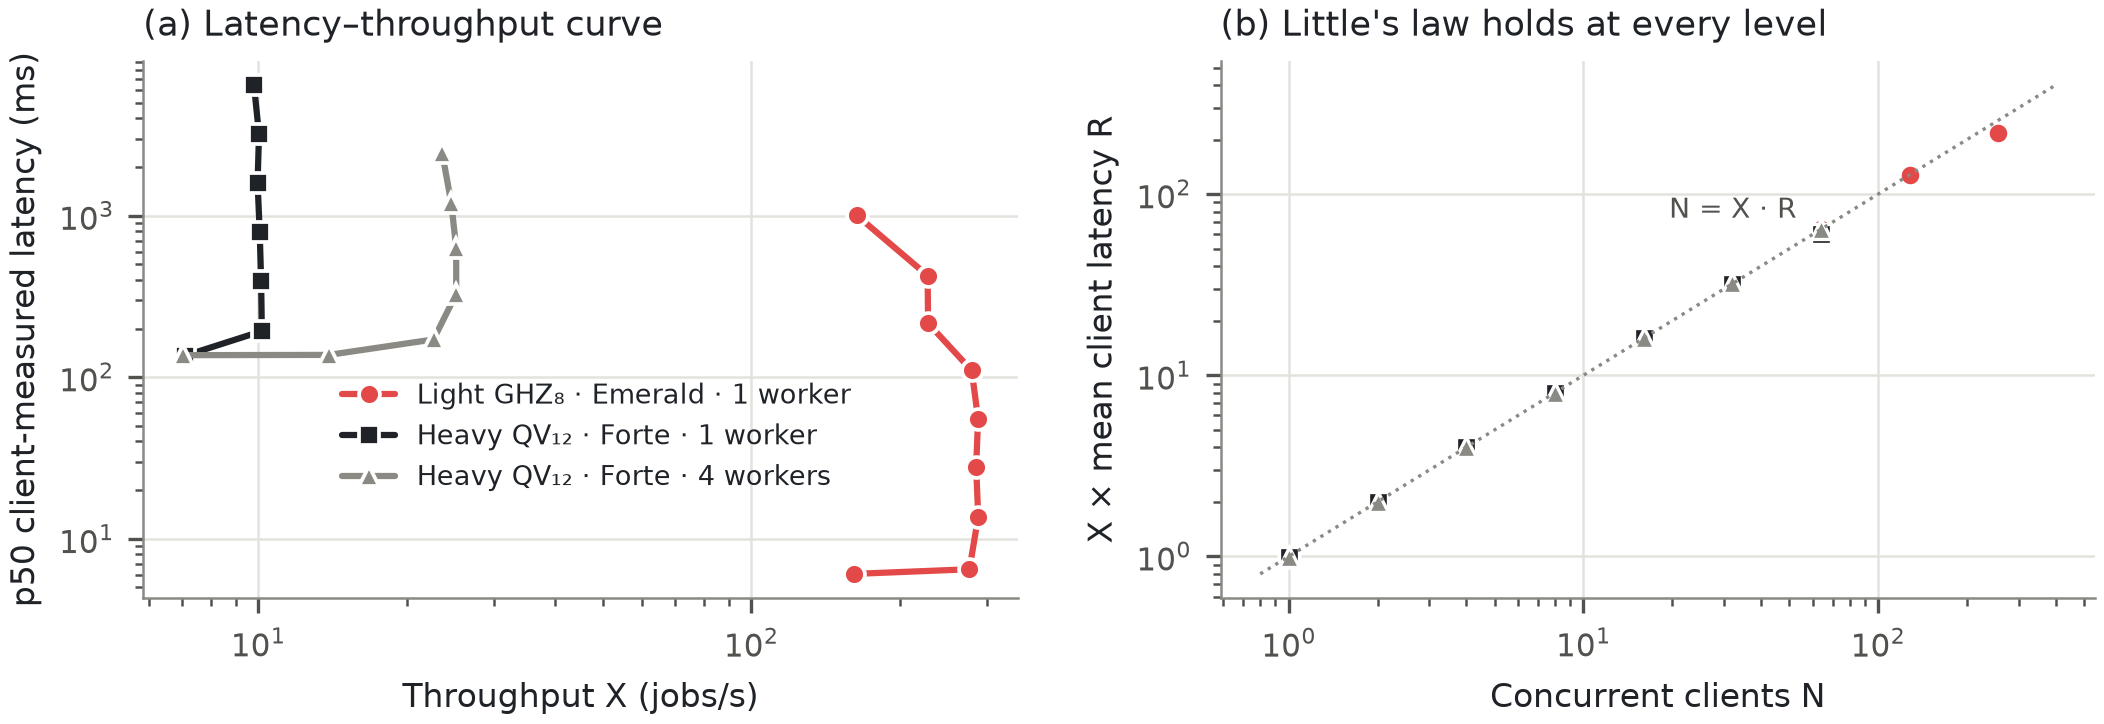 (a) Latency–throughput curve
p50 client-measured latency (ms)
10³
10²
10¹
Light GHZ₈ · Emerald · 1 worker
Heavy QV₁₂ · Forte · 1 worker
Heavy QV₁₂ · Forte · 4 workers
10¹
10²
Throughput X (jobs/s)
(b) Little's law holds at every level
X × mean client latency R
10²
10¹
10⁰
N = X · R
10⁰
10¹
10²
Concurrent clients N